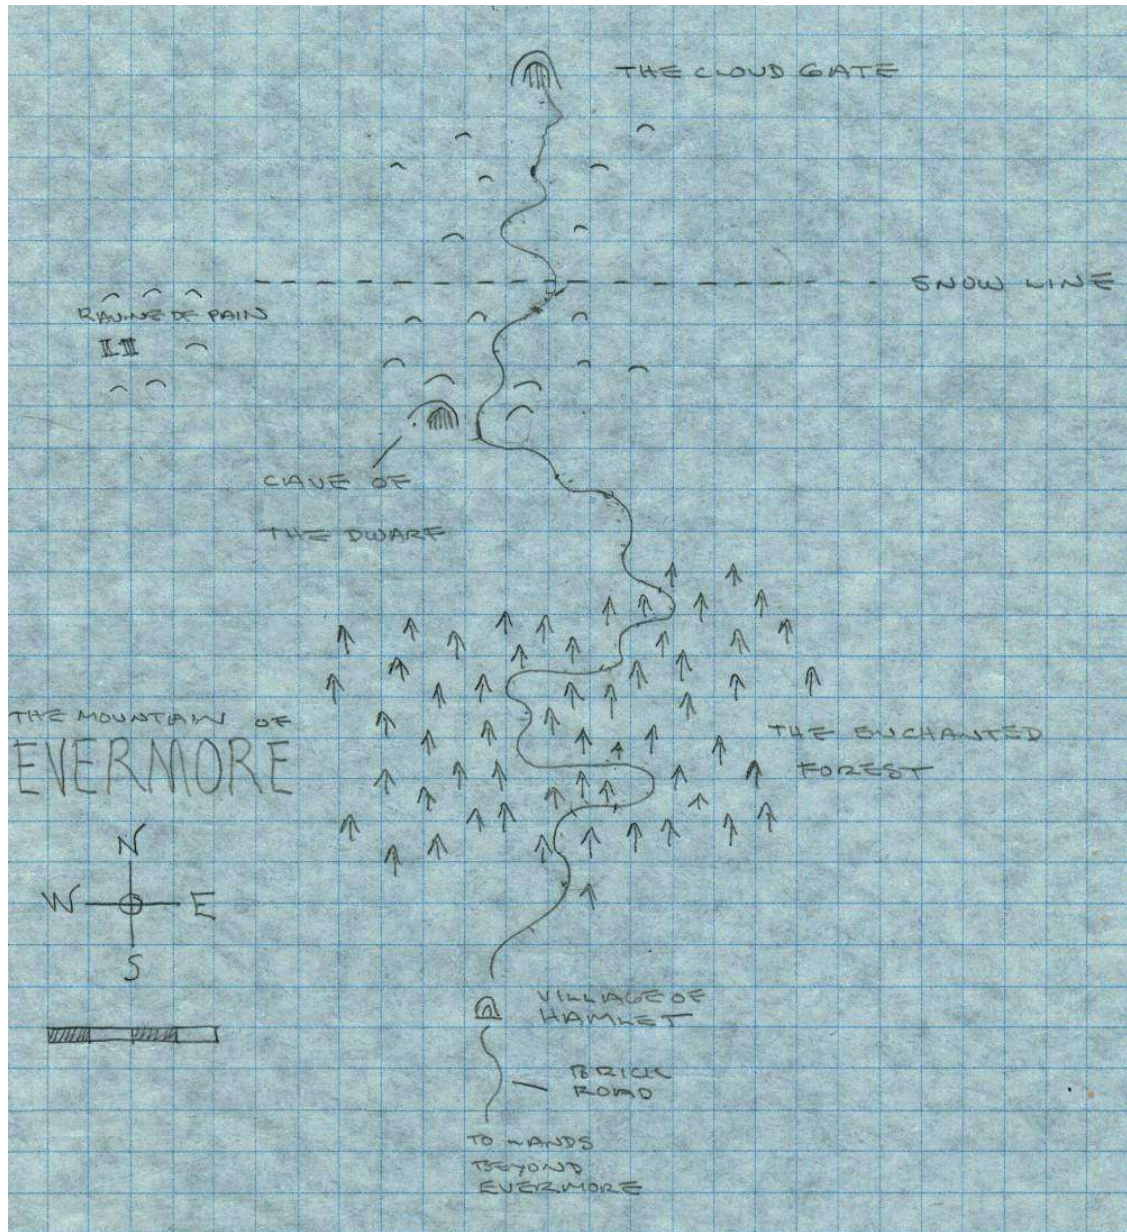 THE CLOUD GATE
SNOW LINE
RAVINE OF PAIN
CAVE OF
THE DWARF
THE MOUNTAIN OF
EVERMORE
THE ENCHANTED
FOREST
N
W E
S
VILLAGE OF
HAMLET
BRICK
ROAD
TO LANDS
BEYOND
EVERMORE